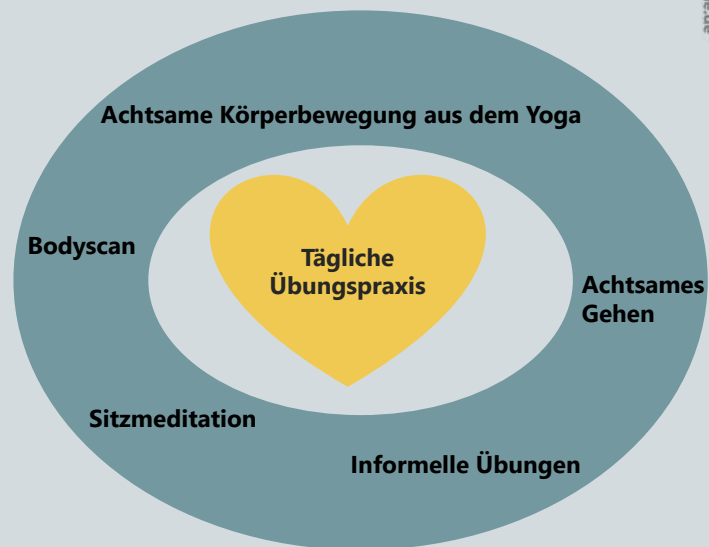 Achtsame Körperbewegung aus dem Yoga
Bodyscan
Tägliche
Übungspraxis
Achtsames
Gehen
Sitzmeditation
Informelle Übungen